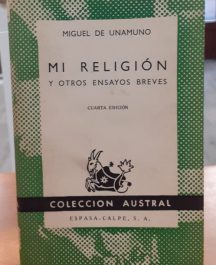 MIGUEL DE UNAMUNO
MI RELIGIÓN
Y OTROS ENSAYOS BREVES
CUARTA EDICIÓN
COLECCION AUSTRAL
ESPASA-CALPE, S. A.